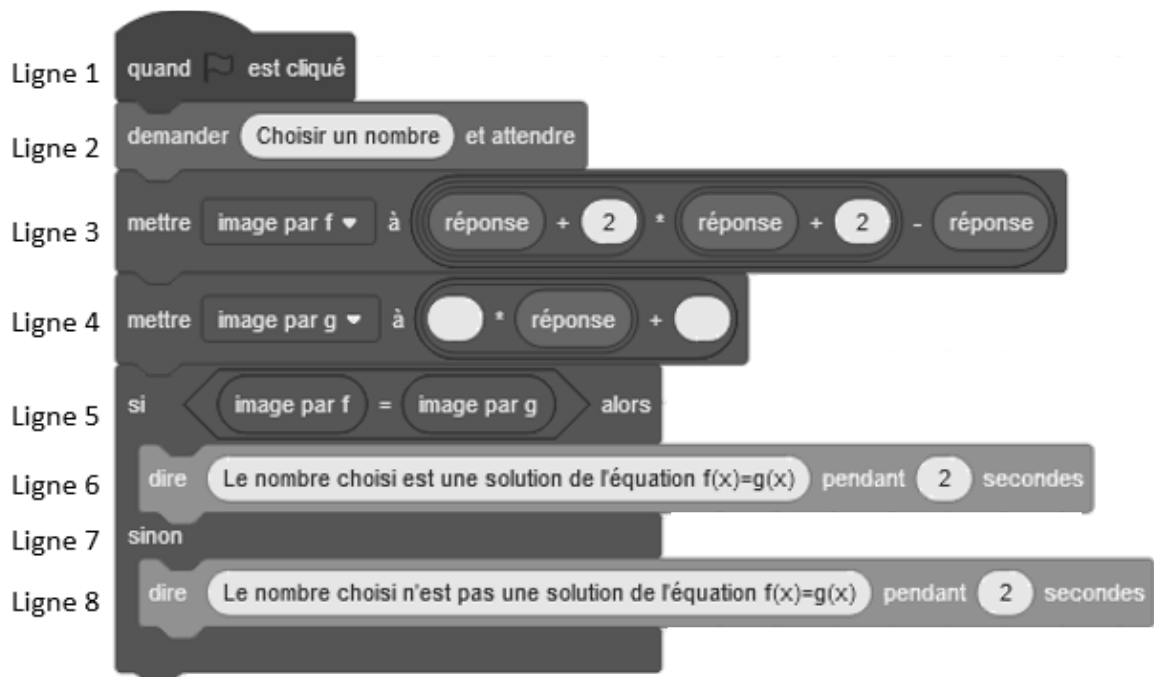 Ligne 1 quand est cliqué
Ligne 2 demander Choisir un nombre et attendre
Ligne 3 mettre image par f à réponse + 2 * réponse + 2 - réponse
Ligne 4 mettre image par g à * réponse +
Ligne 5 si image par f = image par g alors
Ligne 6 dire Le nombre choisi est une solution de l'équation f(x)=g(x) pendant 2 secondes
Ligne 7 sinon
Ligne 8 dire Le nombre choisi n'est pas une solution de l'équation f(x)=g(x) pendant 2 secondes